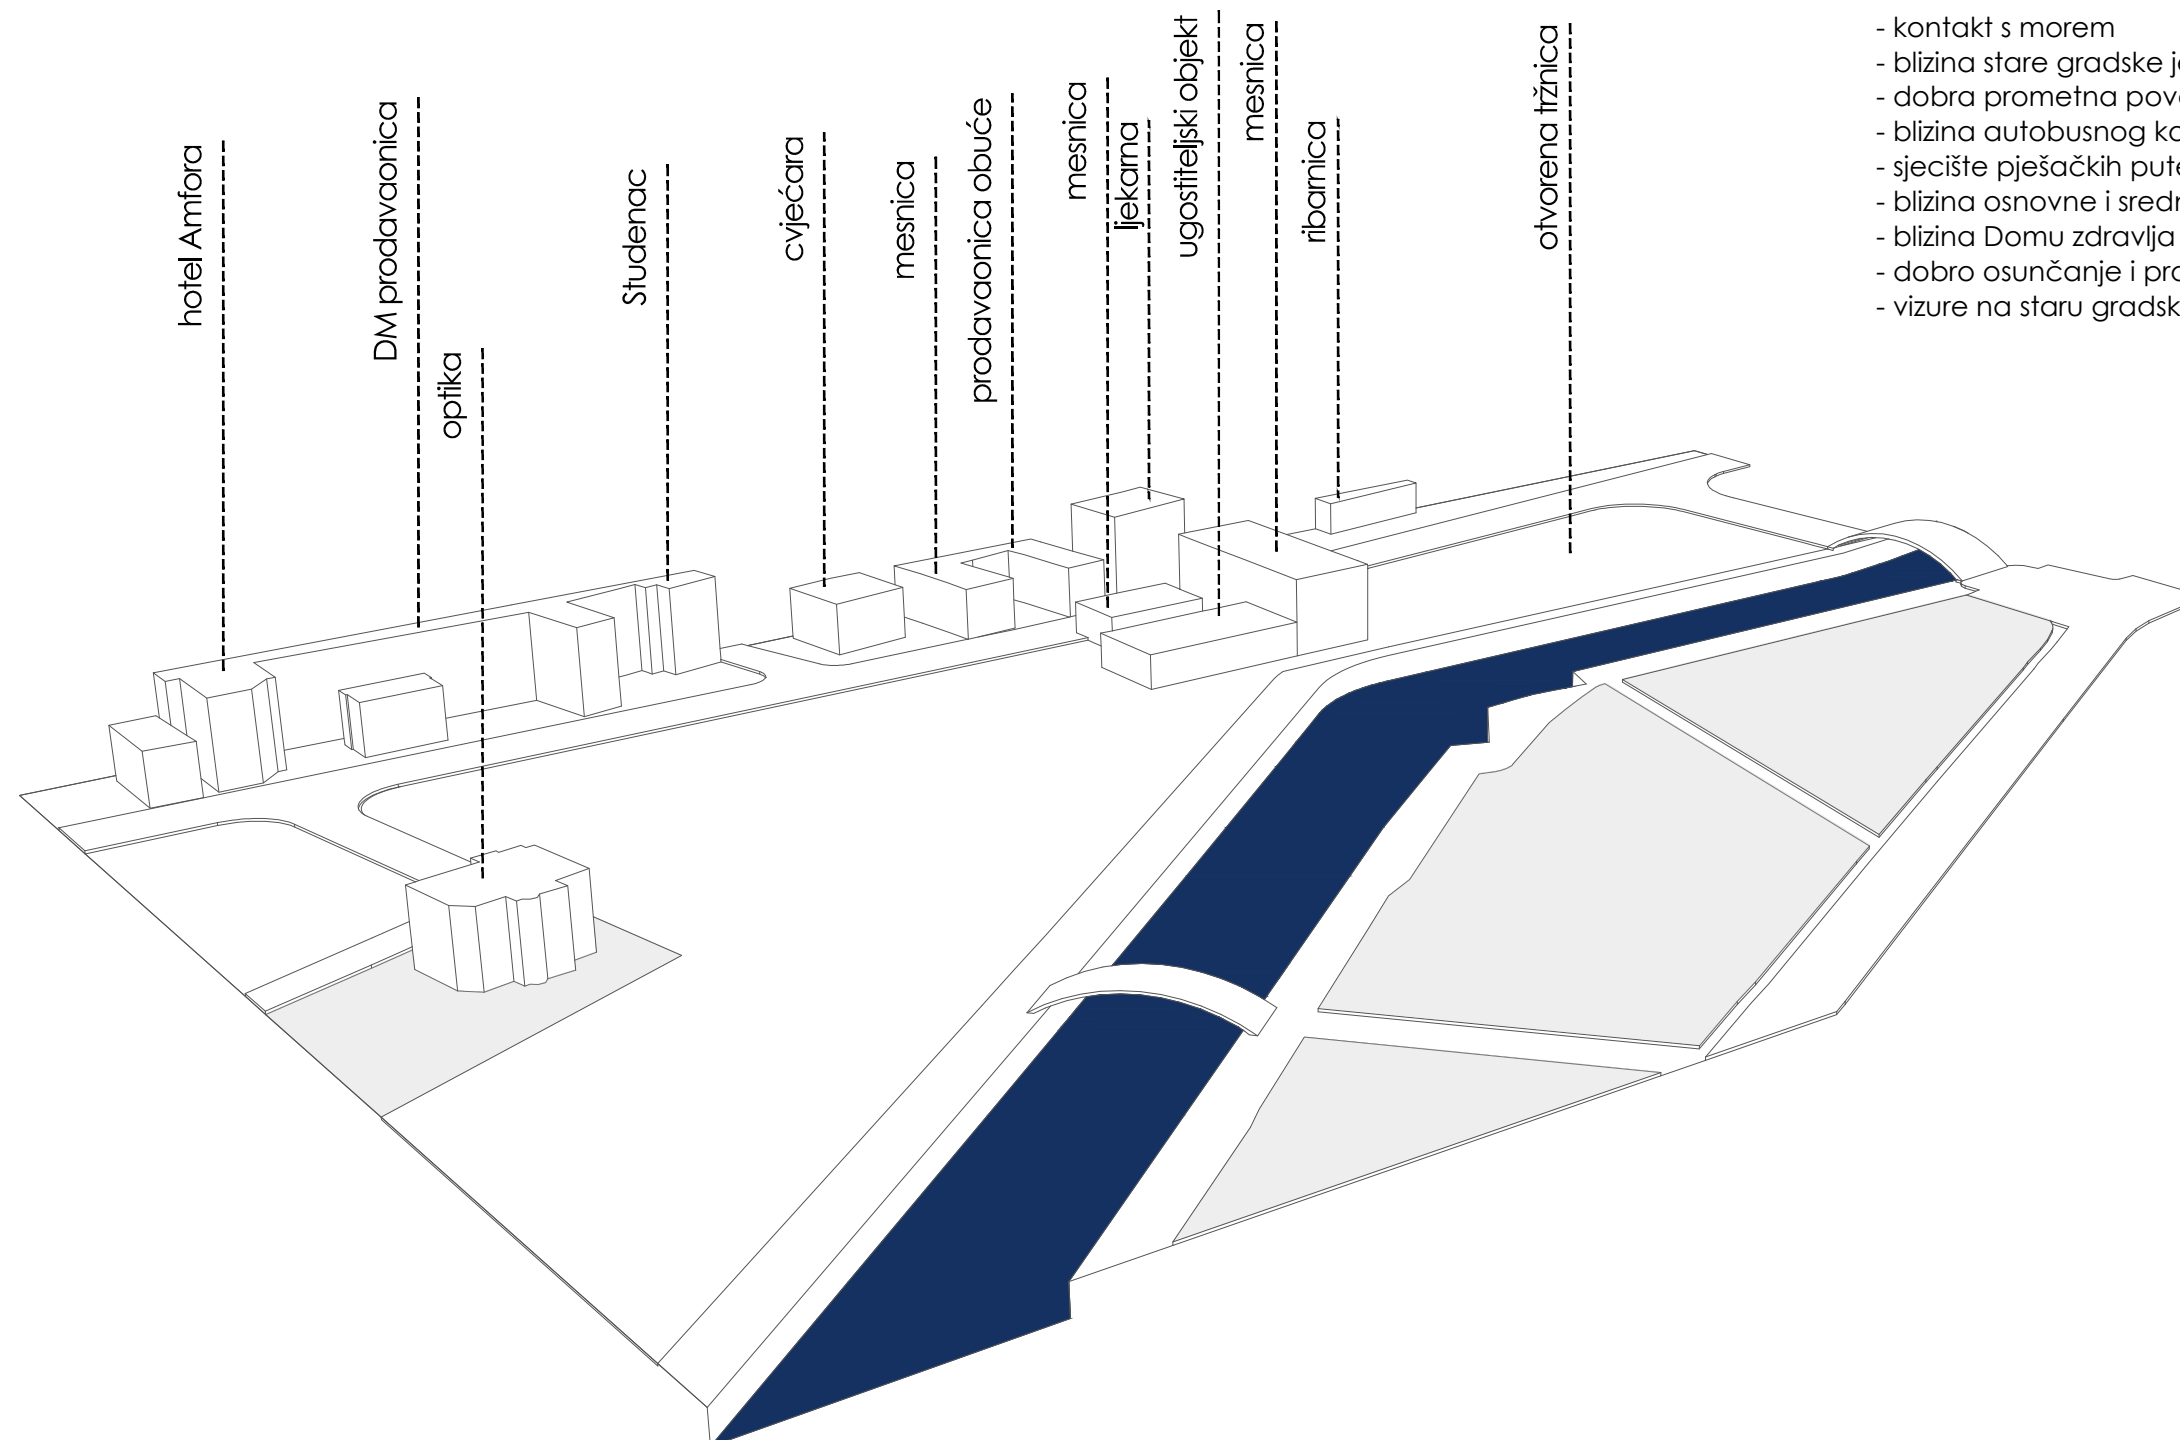 hotel Amfora
DM prodavaonica
optika
Studenac
cvjećara
mesnica
prodavaonica obuće
mesnica
ljekarna
ugostiteljski objekt
mesnica
ribarnica
otvorena tržnica
- kontakt s morem
- blizina stare gradske
- dobra prometna
- blizina autobusnog
- sjecište pješačkih
- blizina osnovne i
- blizina Domu zdravlja
- dobro osunčanje i
- vizure na staru